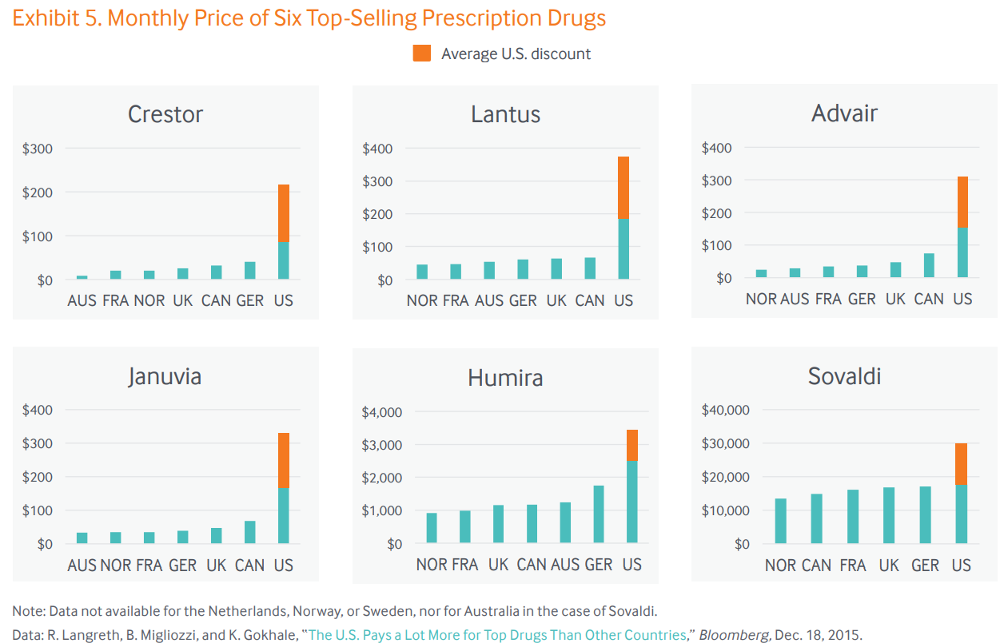 Exhibit 5. Monthly Price of Six Top-Selling Prescription Drugs
Average U.S. discount
Crestor
$300
$200
$100
$0
AUS FRA NOR UK CAN GER US
Lantus
$400
$300
$200
$100
$0
NOR FRA AUS GER UK CAN US
Advair
$400
$300
$200
$100
$0
NOR AUS FRA GER UK CAN US
Januvia
$400
$300
$200
$100
$0
AUS NOR FRA GER UK CAN US
Humira
$4,000
$3,000
$2,000
$1,000
$0
NOR FRA UK CAN AUS GER US
Sovaldi
$40,000
$30,000
$20,000
$10,000
$0
NOR CAN FRA UK GER US
Note: Data not available for the Netherlands, Norway, or Sweden, nor for Australia in the case of Sovaldi.
Data: R. Langreth, B. Migliozzi, and K. Gokhale, “The U.S. Pays a Lot More for Top Drugs Than Other Countries,” Bloomberg, Dec. 18, 2015.